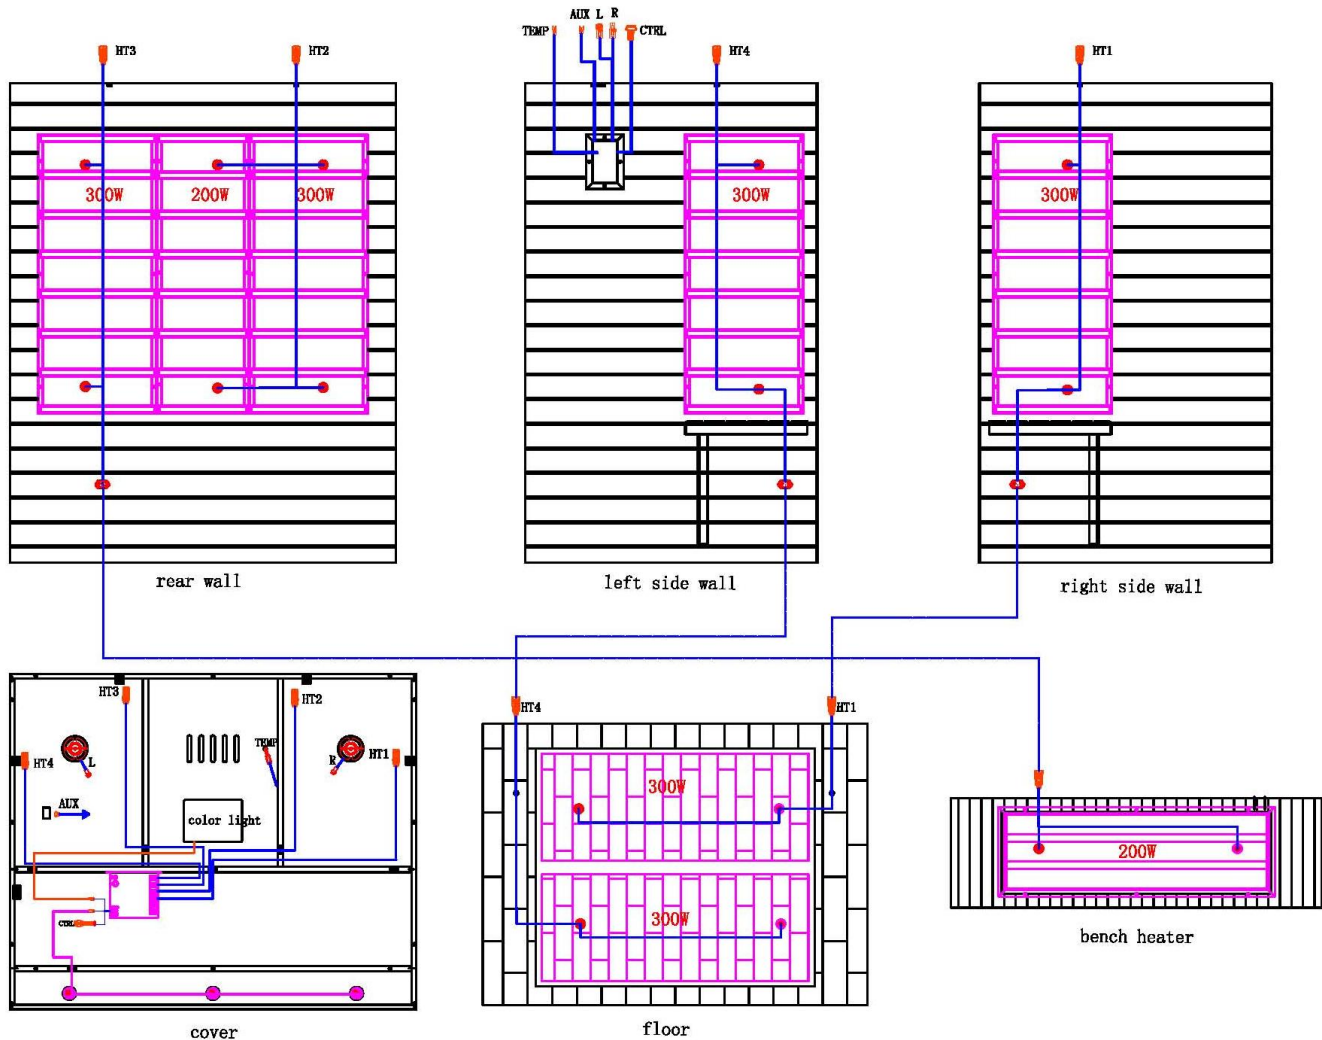 HT3
HT2
TEMP
AUX
L
R
CTRL
HT4
HT1
300W
200W
300W
300W
300W
rear wall
left side wall
right side wall
HT3
HT2
HT4
HT1
L
TEMP
R
HT4
HT1
AUX
color light
CTRL
300W
300W
200W
cover
floor
bench heater